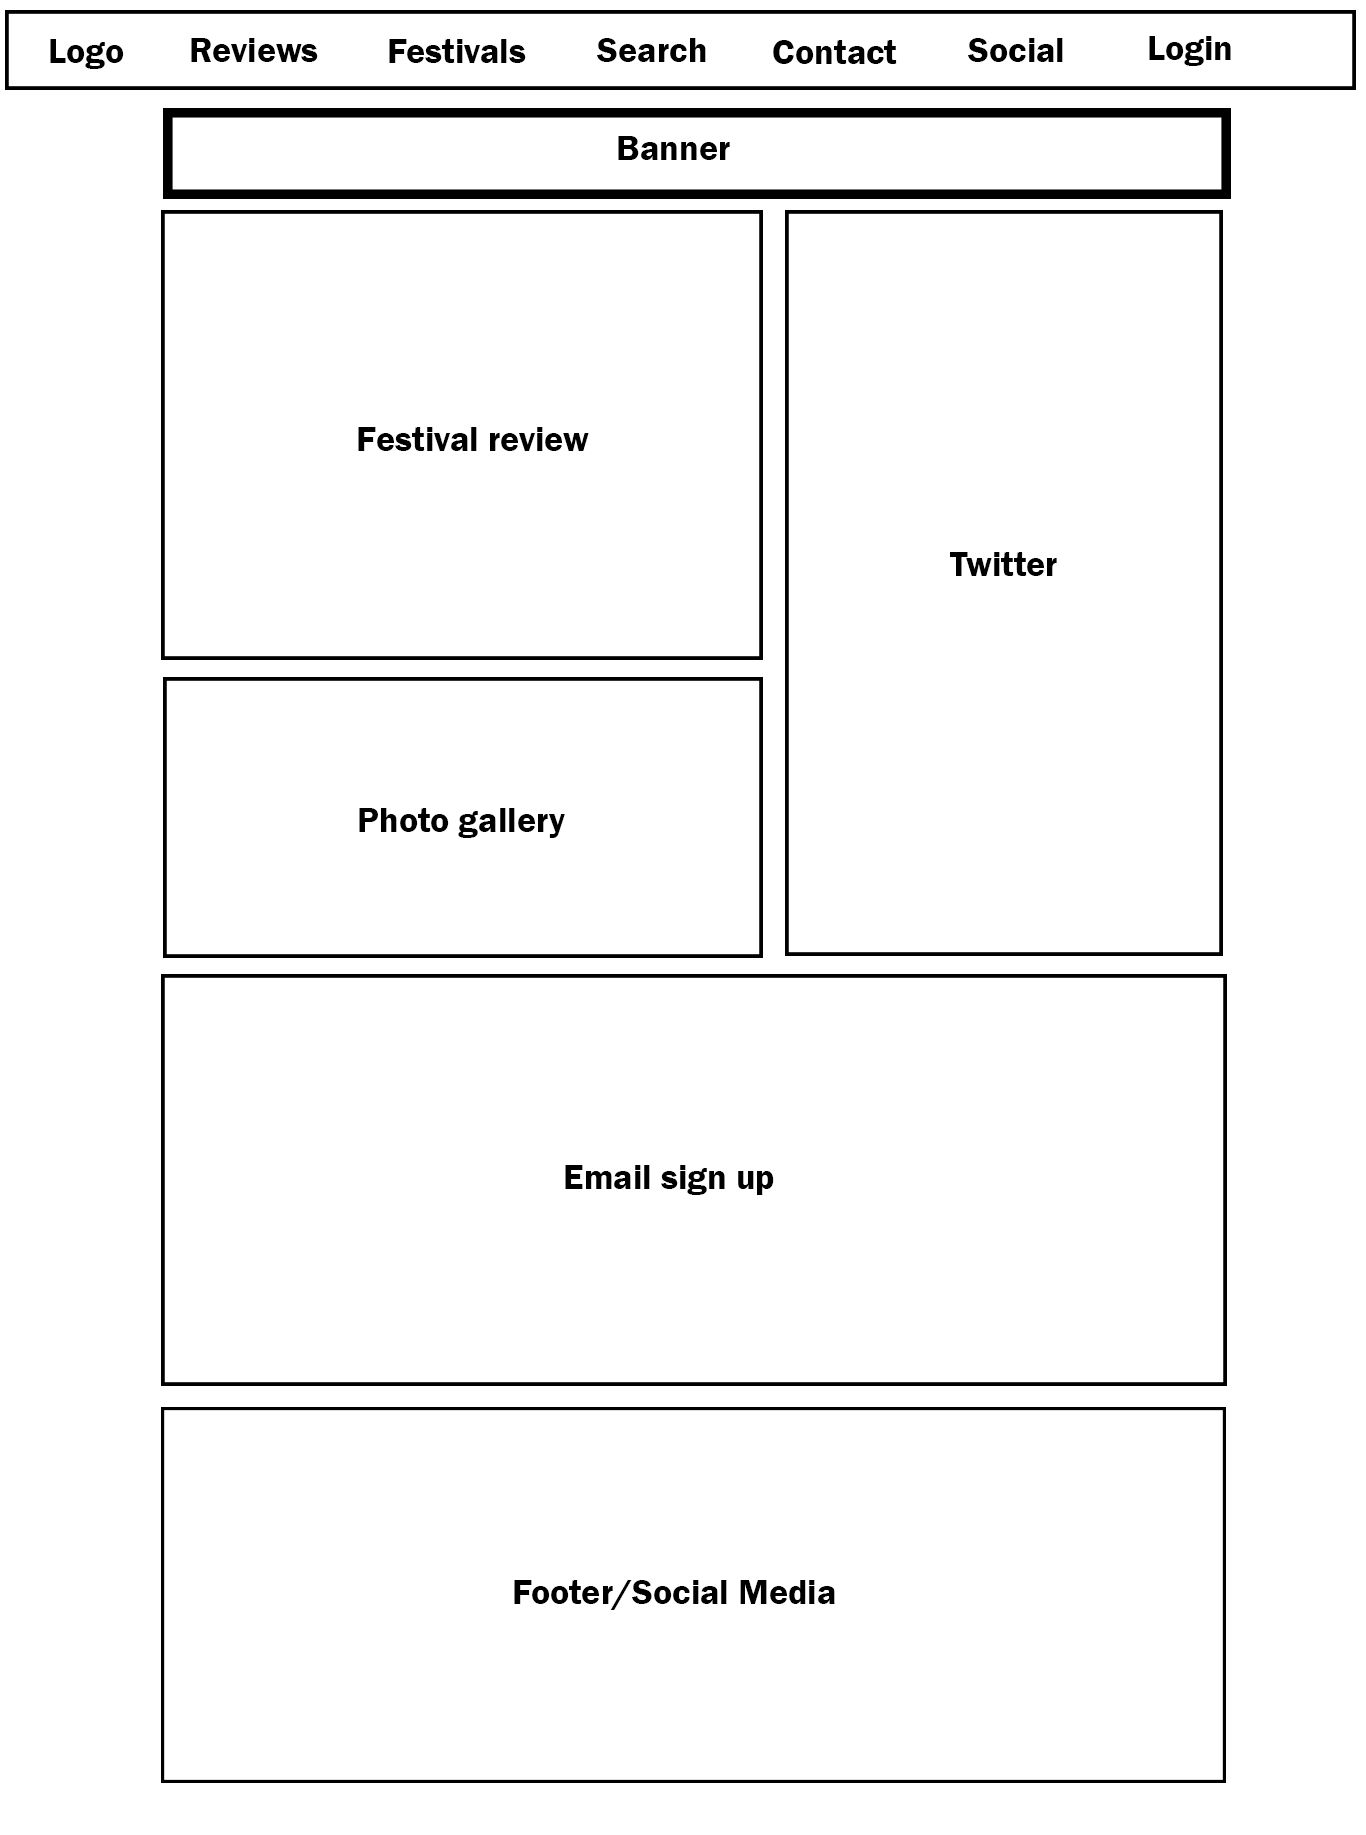 Logo Reviews Festivals Search Contact Social Login
Banner
Festival review
Twitter
Photo gallery
Email sign up
Footer/Social Media